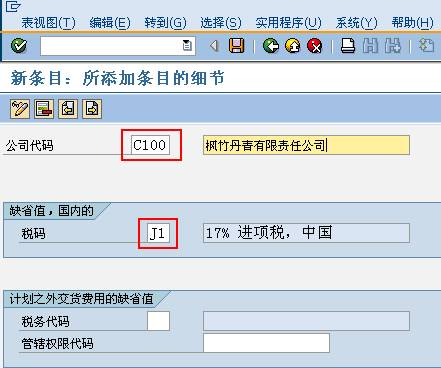 表视图(T) 编辑(E) 转到(G) 选择(S) 实用程序(U) 系统(Y) 帮助(H)
新条目: 所添加条目的细节
公司代码 C100 枫竹丹青有限责任公司
缺省值,国内的
税码 J1 17% 进项税, 中国
计划之外交货费用的缺省值
税务代码
管辖权限代码